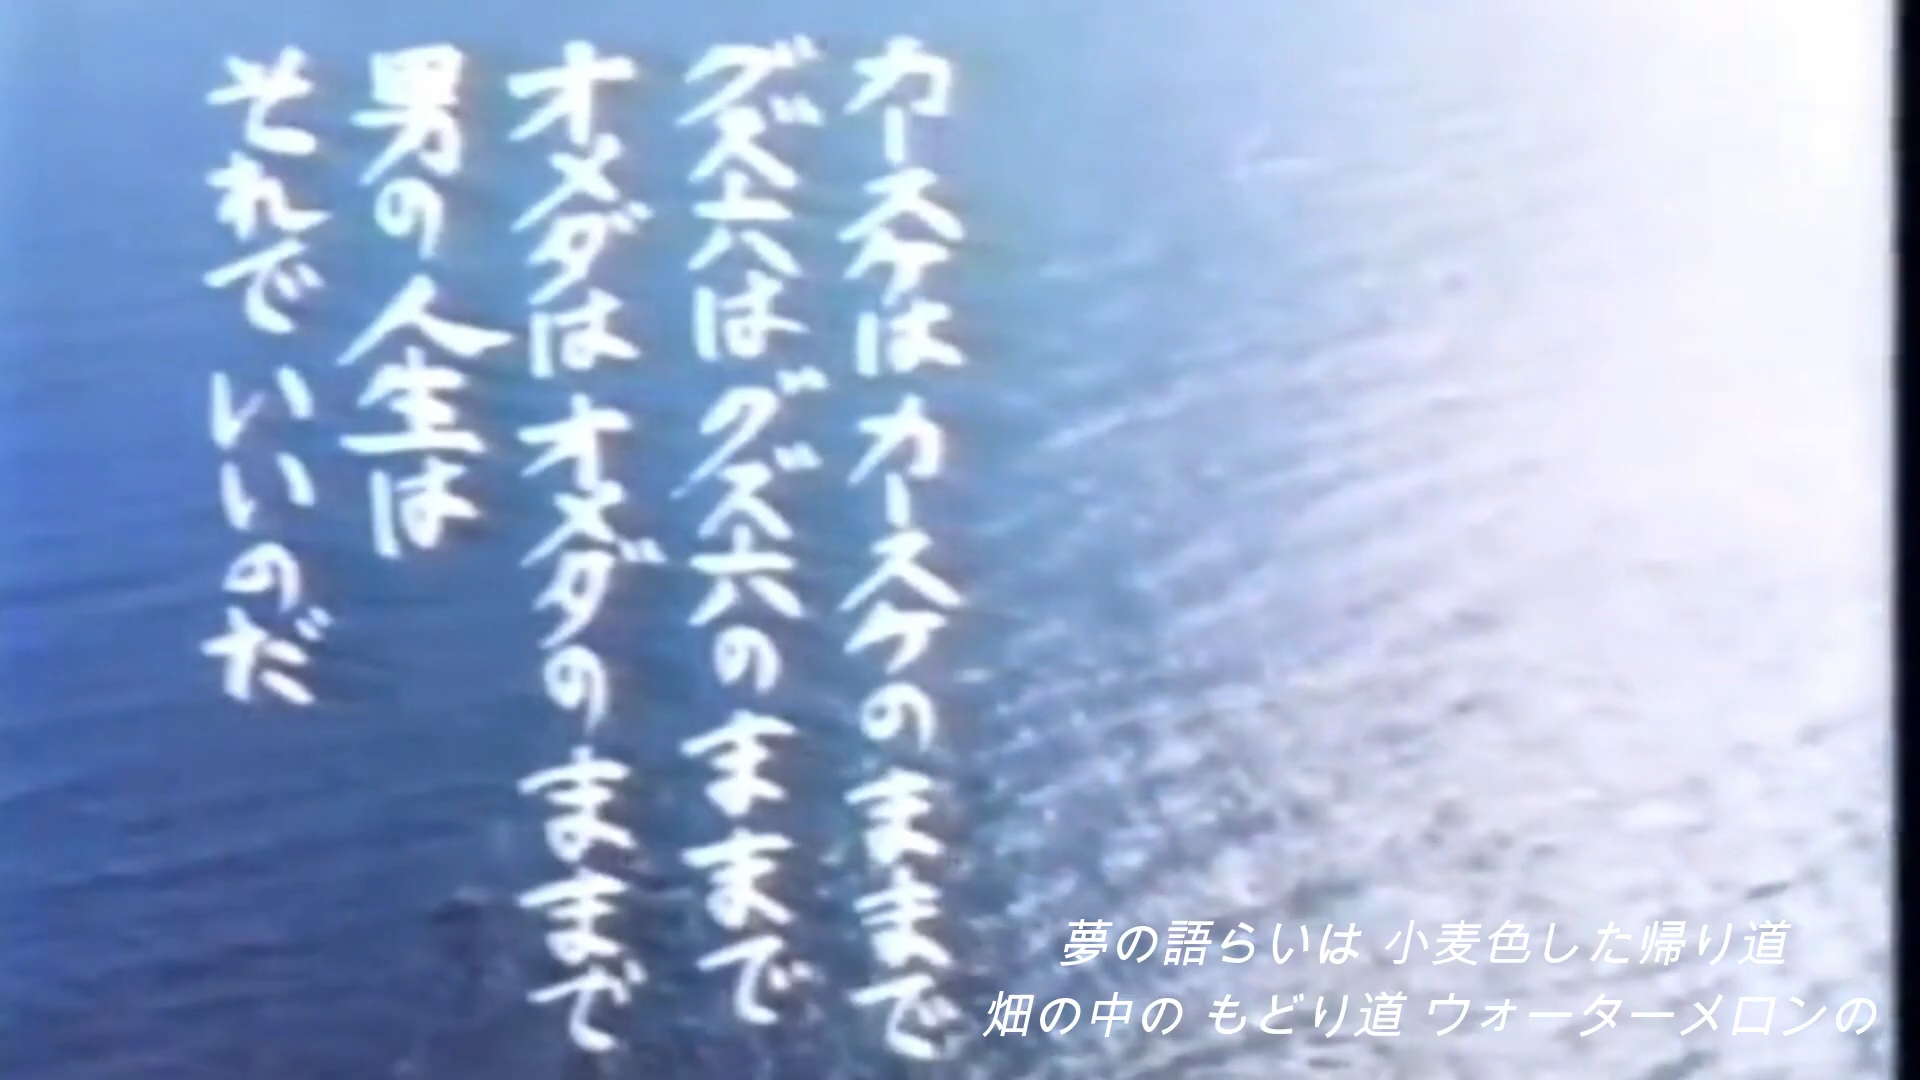 カースケは カースケのままで
グズ六は グズ六の ままで
オメダは オメダの ままで
男の人生は
それで いいのだ
夢の語らいは 小麦色した帰り道
畑の中の もどり道 ウォーターメロンの